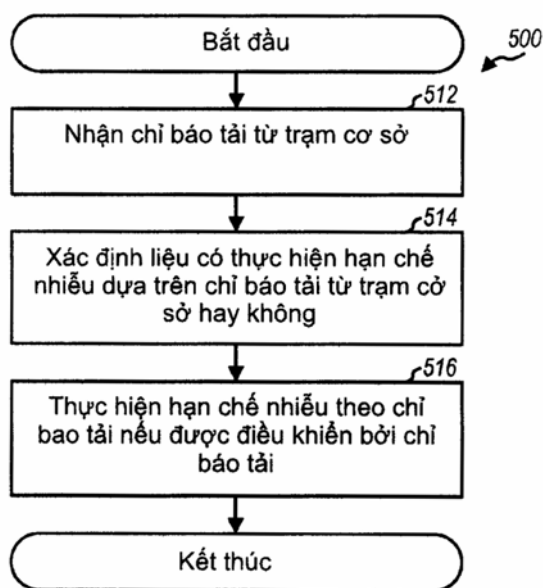 Bắt đầu
500
512
Nhận chỉ báo tải từ trạm cơ sở
514
Xác định liệu có thực hiện hạn chế
nhiễu dựa trên chỉ báo tải từ trạm cở
sở hay không
516
Thực hiện hạn chế nhiễu theo chỉ
bao tải nếu được điều khiển bởi chỉ
báo tải
Kết thúc